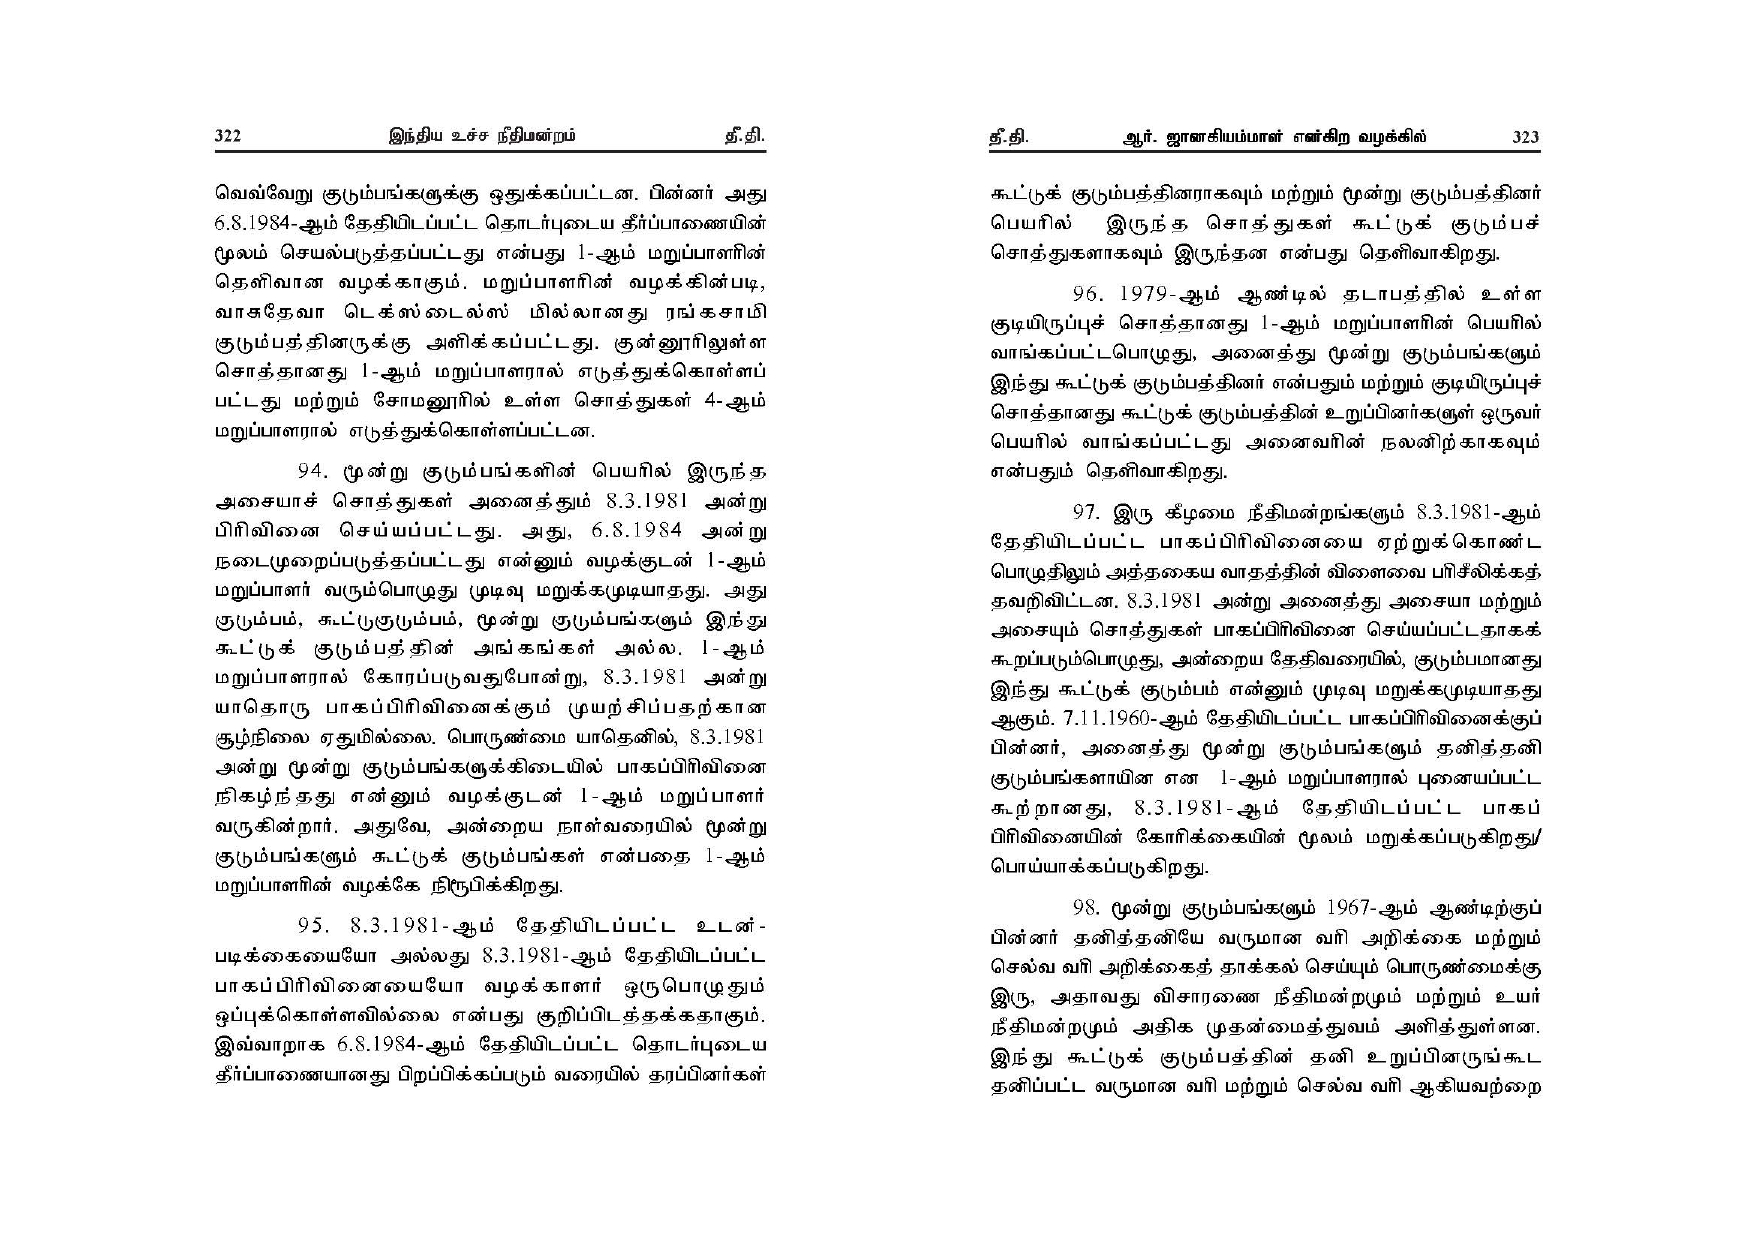 322 இந்திய உச்ச நீதிமன்றம் தீ.தி.
வெவ்வேறு குடும்பங்களுக்கு ஒதுக்கப்பட்டன. பின்னர் அது
6.8.1984-ஆம் தேதியிடப்பட்ட தொடர்புடைய தீர்ப்பாணையின்
மூலம் செயல்படுத்தப்பட்டது என்பது 1-ஆம் மறுப்பாளரின்
தெளிவான வழக்காகும். மறுப்பாளரின் வழக்கின்படி,
வாசுதேவா டெக்ஸ்டைல்ஸ் மில்லானது ரங்கசாமி
குடும்பத்தினருக்கு அளிக்கப்பட்டது. குன்னூரிலுள்ள
சொத்தானது 1-ஆம் மறுப்பாளரால் எடுத்துக்கொள்ளப்
பட்டது மற்றும் சோமனூரில் உள்ள சொத்துகள் 4-ஆம்
மறுப்பாளரால் எடுத்துக்கொள்ளப்பட்டன.
94. மூன்று குடும்பங்களின் பெயரில் இருந்த
அசையாச் சொத்துகள் அனைத்தும் 8.3.1981 அன்று
பிரிவினை செய்யப்பட்டது. அது, 6.8.1984 அன்று
நடைமுறைப்படுத்தப்பட்டது என்னும் வழக்குடன் 1-ஆம்
மறுப்பாளர் வரும்பொழுது முடிவு மறுக்கமுடியாதது. அது
குடும்பம், கூட்டுகுடும்பம், மூன்று குடும்பங்களும் இந்து
கூட்டுக் குடும்பத்தின் அங்கங்கள் அல்ல. 1-ஆம்
மறுப்பாளரால் கோரப்படுவதுபோன்று, 8.3.1981 அன்று
யாதொரு பாகப்பிரிவினைக்கும் முயற்சிப்பதற்கான
சூழ்நிலை ஏதுமில்லை. பொருண்மை யாதெனில், 8.3.1981
அன்று மூன்று குடும்பங்களுக்கிடையில் பாகப்பிரிவினை
நிகழ்ந்தது என்னும் வழக்குடன் 1-ஆம் மறுப்பாளர்
வருகின்றார். அதுவே, அன்றைய நாள்வரையில் மூன்று
குடும்பங்களும் கூட்டுக் குடும்பங்கள் என்பதை 1-ஆம்
மறுப்பாளரின் வழக்கே நிரூபிக்கிறது.
95. 8.3.1981-ஆம் தேதியிடப்பட்ட உடன்-
படிக்கையையோ அல்லது 8.3.1981-ஆம் தேதியிடப்பட்ட
பாகப்பிரிவினையையோ வழக்காளர் ஒருபொழுதும்
ஒப்புக்கொள்ளவில்லை என்பது குறிப்பிடத்தக்கதாகும்.
இவ்வாறாக 6.8.1984-ஆம் தேதியிடப்பட்ட தொடர்புடைய
தீர்ப்பாணையானது பிறப்பிக்கப்படும் வரையில் தரப்பினர்கள்
தீ.தி. ஆர். ஜானகியம்மாள் எதிர் எஸ்கிற வழக்கில் 323
கூட்டுக் குடும்பத்தினராகவும் மற்றும் மூன்று குடும்பத்தினர்
பெயரில் இருந்த சொத்துகள் கூட்டுக் குடும்பச்
சொத்துகளாகவும் இருந்தன என்பது தெளிவாகிறது.
96. 1979-ஆம் ஆண்டில் தடாபத்தில் உள்ள
குடியிருப்புச் சொத்தானது 1-ஆம் மறுப்பாளரின் பெயரில்
வாங்கப்பட்டபொழுது, அனைத்து மூன்று குடும்பங்களும்
இந்து கூட்டுக் குடும்பத்தினர் என்பதும் மற்றும் குடியிருப்புச்
சொத்தானது கூட்டுக் குடும்பத்தின் உறுப்பினர்களுள் ஒருவர்
பெயரில் வாங்கப்பட்டது அனைவரின் நலனிற்காகவும்
என்பதும் தெளிவாகிறது.
97. இரு கீழமை நீதிமன்றங்களும் 8.3.1981-ஆம்
தேதியிடப்பட்ட பாகப்பிரிவினையை ஏற்றுக்கொண்ட
பொழுதிலும் அத்தகைய வாதத்தின் விளைவை பரிசீலிக்கத்
தவறிவிட்டன. 8.3.1981 அன்று அனைத்து அசையா மற்றும்
அசையும் சொத்துகள் பாகப்பிரிவினை செய்யப்பட்டதாகக்
கூறப்படும்பொழுது, அன்றைய தேதிவரையில், குடும்பமானது
இந்து கூட்டுக் குடும்பம் என்னும் முடிவு மறுக்கமுடியாதது
ஆகும். 7.11.1960-ஆம் தேதியிடப்பட்ட பாகப்பிரிவினைக்குப்
பின்னர், அனைத்து மூன்று குடும்பங்களும் தனித்தனி
குடும்பங்களாயின என 1-ஆம் மறுப்பாளரால் புனையப்பட்ட
கூற்றானது, 8.3.1981-ஆம் தேதியிடப்பட்ட பாகப்
பிரிவினையின் கோரிக்கையின் மூலம் மறுக்கப்படுகிறது/
பொய்யாக்கப்படுகிறது.
98. மூன்று குடும்பங்களும் 1967-ஆம் ஆண்டிற்குப்
பின்னர் தனித்தனியே வருமான வரி அறிக்கை மற்றும்
செல்வ வரி அறிக்கைத் தாக்கல் செய்யும் பொருண்மைக்கு
இரு, அதாவது விசாரணை நீதிமன்றமும் மற்றும் உயர்
நீதிமன்றமும் அதிக முதன்மைத்துவம் அளித்துள்ளன.
இந்து கூட்டுக் குடும்பத்தின் தனி உறுப்பினருங்கூட
தனிப்பட்ட வருமான வரி மற்றும் செல்வ வரி ஆகியவற்றை